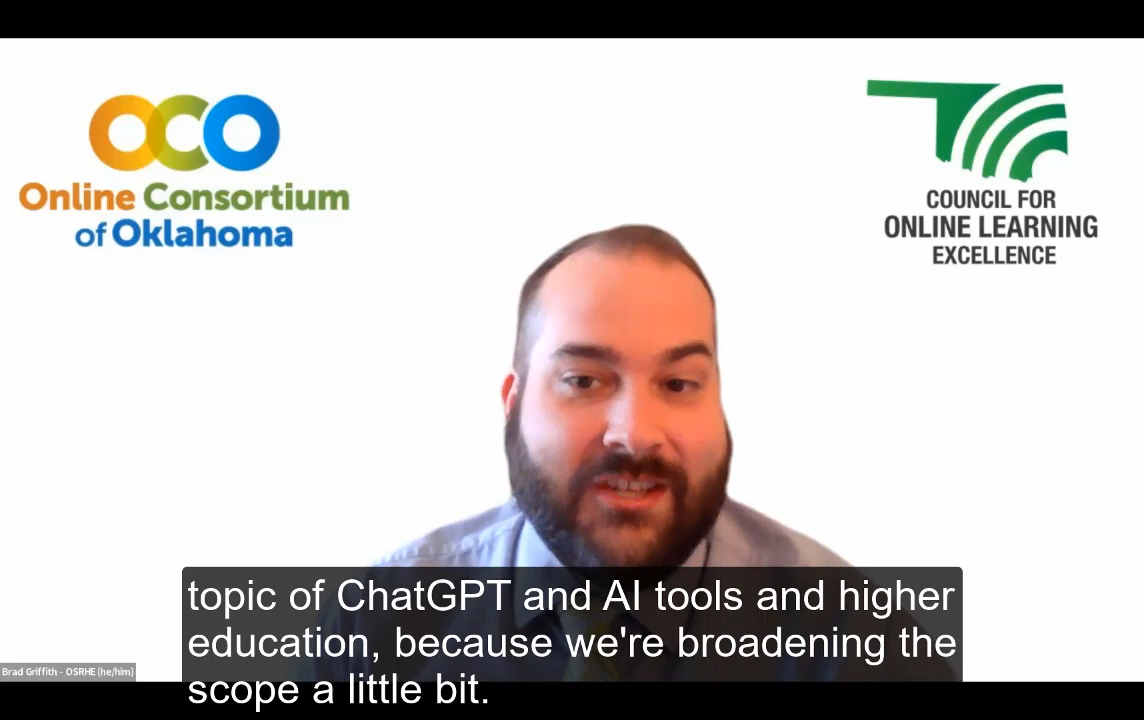 OCO
Online Consortium
of Oklahoma
COUNCIL FOR
ONLINE LEARNING
EXCELLENCE
topic of ChatGPT and AI tools and higher
education, because we're broadening the
scope a little bit.
Brad Griffith - OSRHE (he/him)